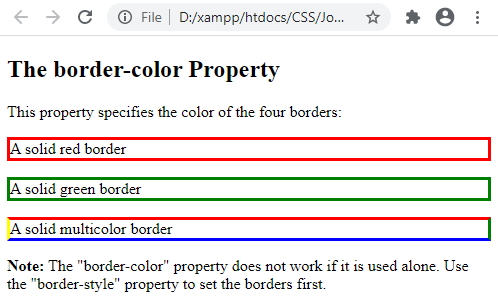 File | D:/xampp/htdocs/CSS/Jo...
The border-color Property
This property specifies the color of the four borders:
A solid red border
A solid green border
A solid multicolor border
Note: The "border-color" property does not work if it is used alone. Use
the "border-style" property to set the borders first.